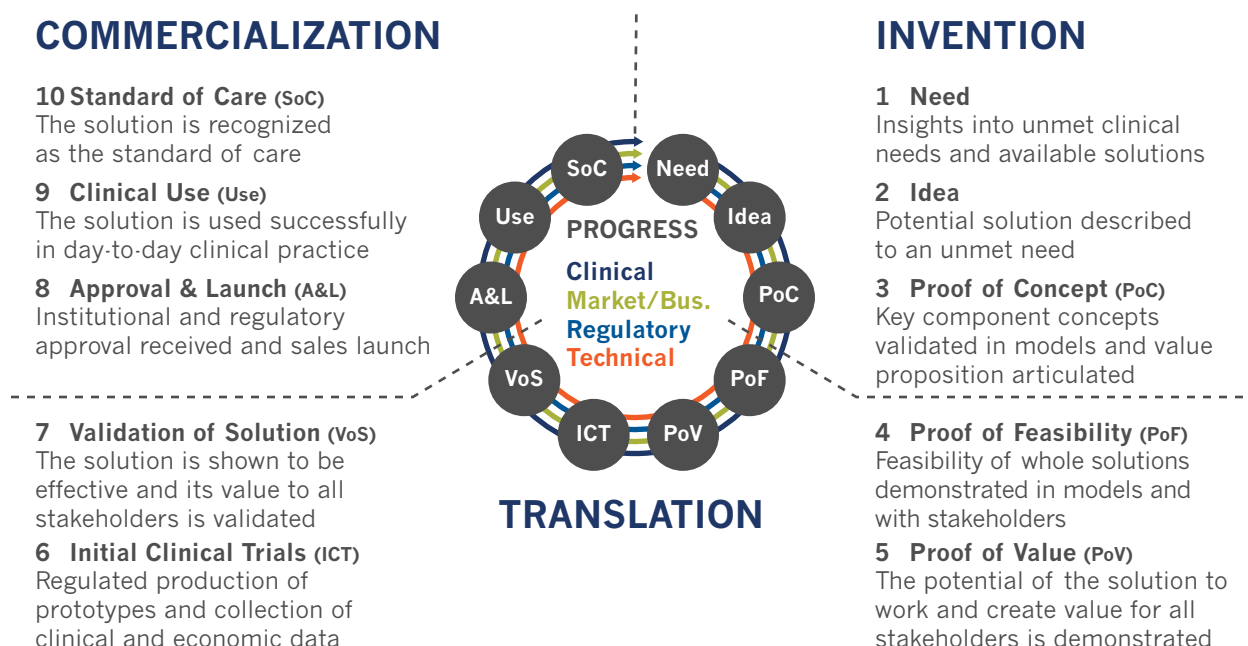 COMMERCIALIZATION
10 Standard of Care (SoC)
The solution is recognized
as the standard of care
9 Clinical Use (Use)
The solution is used successfully
in day-to-day clinical practice
8 Approval & Launch (A&L)
Institutional and regulatory
approval received and sales launch
7 Validation of Solution (VoS)
The solution is shown to be
effective and its value to all
stakeholders is validated
6 Initial Clinical Trials (ICT)
Regulated production of
prototypes and collection of
clinical and economic data
SoC
Need
Use
Idea
A&L
PoC
VoS
PoF
ICT
PoV
PROGRESS
Clinical
Market/Bus.
Regulatory
Technical
TRANSLATION
INVENTION
1 Need
Insights into unmet clinical
needs and available solutions
2 Idea
Potential solution described
to an unmet need
3 Proof of Concept (PoC)
Key component concepts
validated in models and value
proposition articulated
4 Proof of Feasibility (PoF)
Feasibility of whole solutions
demonstrated in models and
with stakeholders
5 Proof of Value (PoV)
The potential of the solution to
work and create value for all
stakeholders is demonstrated